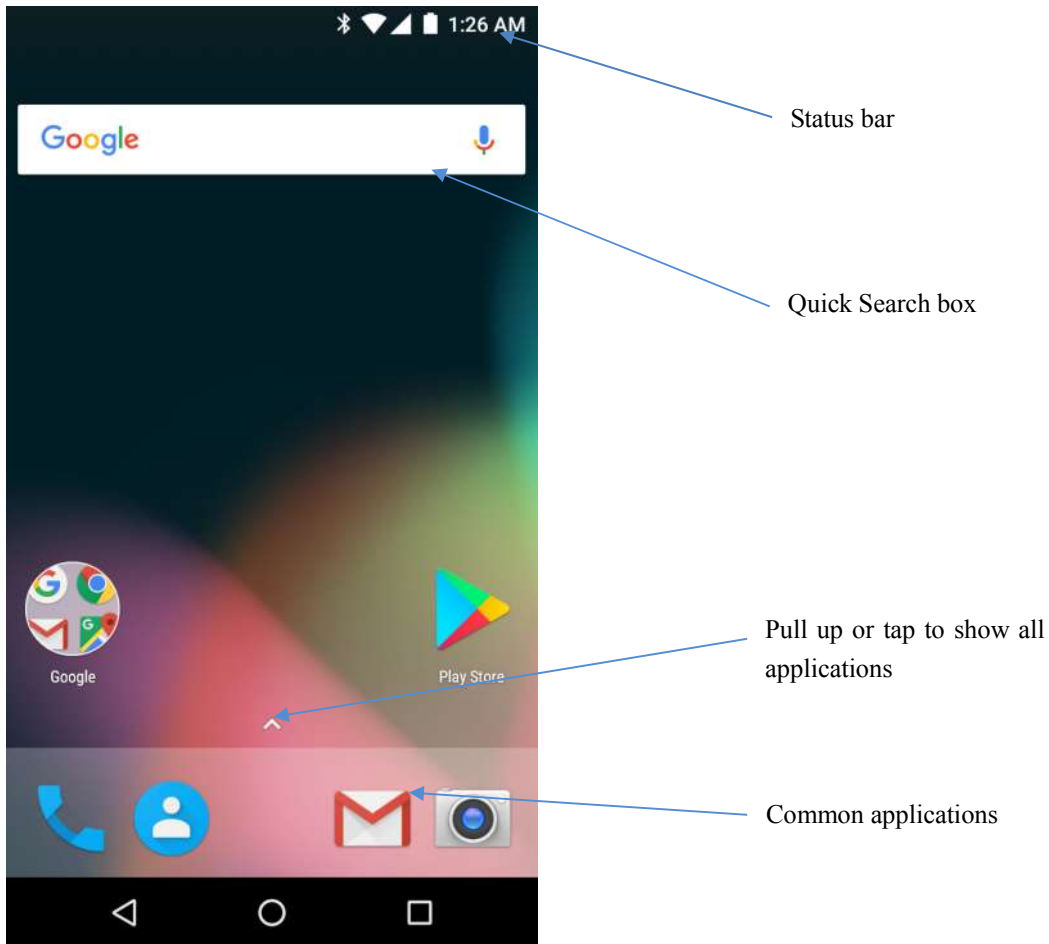 1:26 AM
Status bar
Google
Quick Search box
Pull up or tap to show all
applications
Google
Play Store
G
G
Common applications